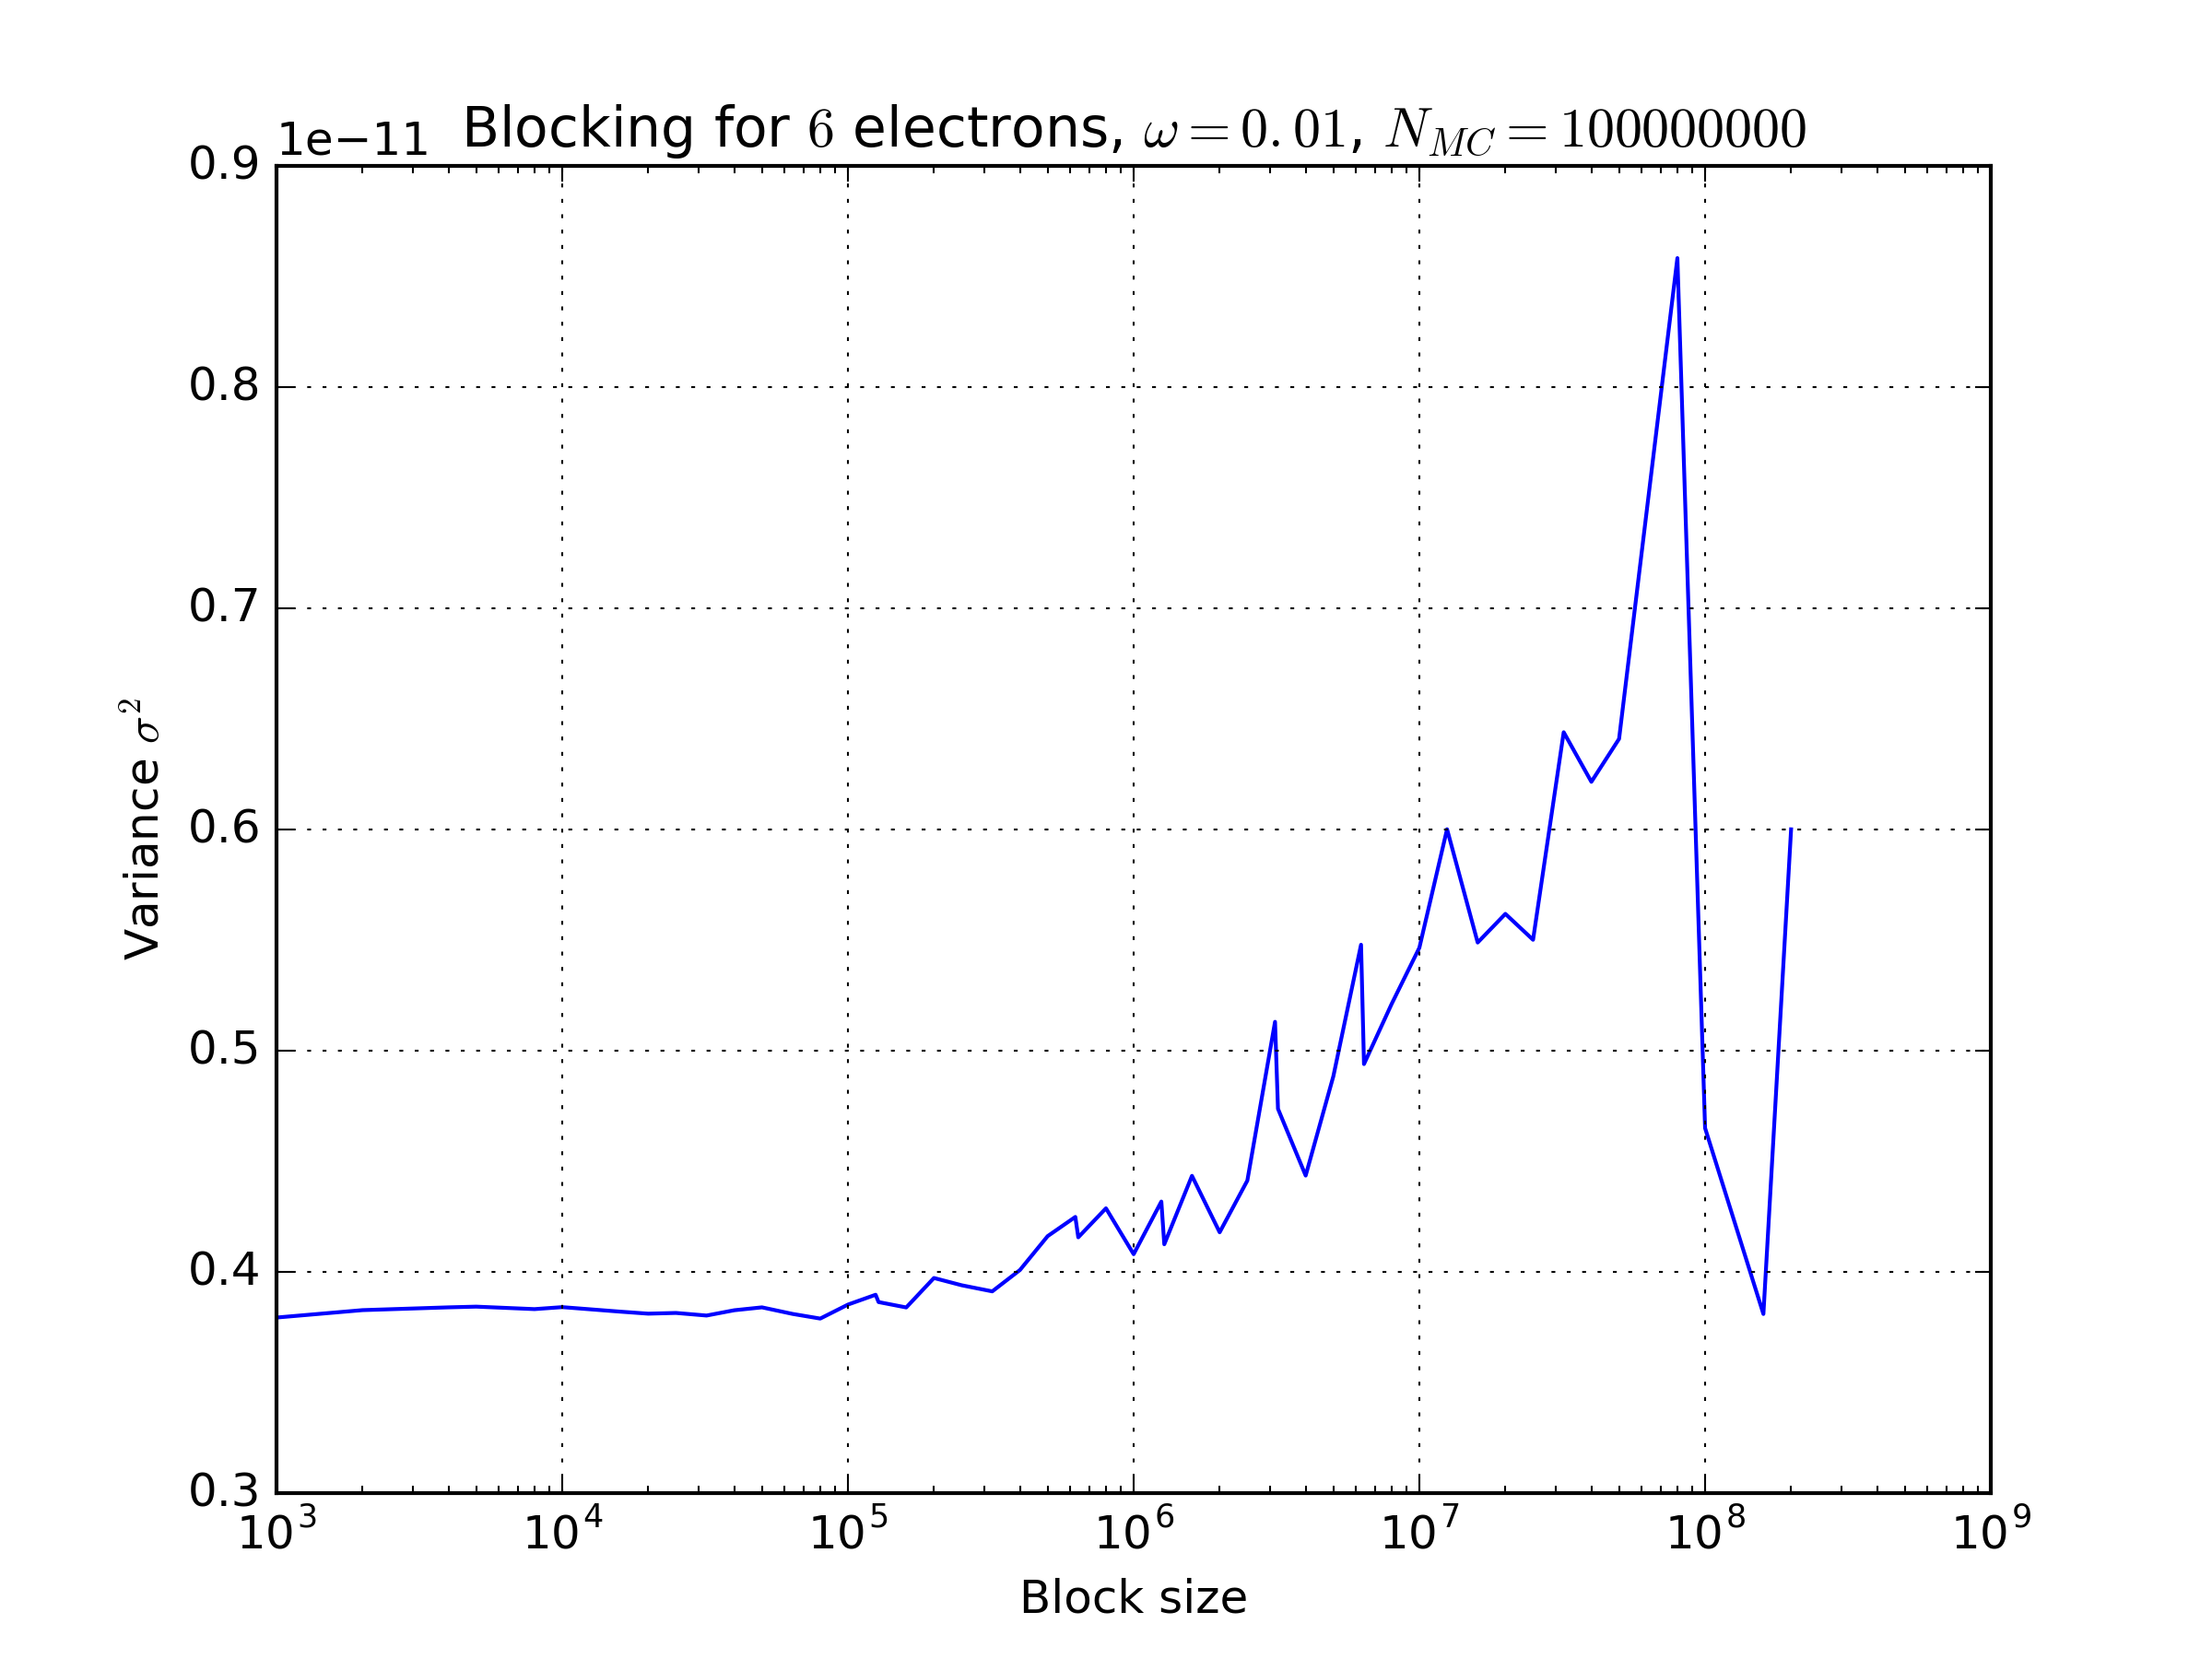 1e−11 Blocking for 6 electrons, ω = 0.01, N_MC = 100000000
0.9
0.8
0.7
0.6
0.5
0.4
0.3
Variance σ²
10³ 10⁴ 10⁵ 10⁶ 10⁷ 10⁸ 10⁹
Block size